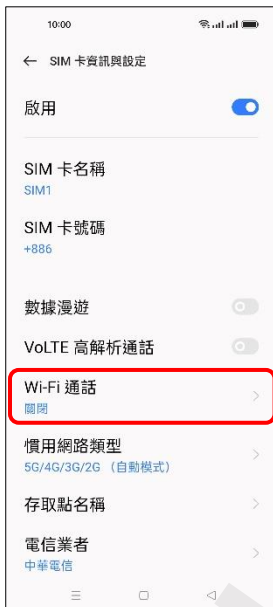 10:00
← SIM 卡資訊與設定
啟用
SIM 卡名稱
SIM1
SIM 卡號碼
+886
數據漫遊
VoLTE 高解析通話
Wi-Fi 通話
關閉
慣用網路類型
5G/4G/3G/2G （自動模式）
存取點名稱
電信業者
中華電信